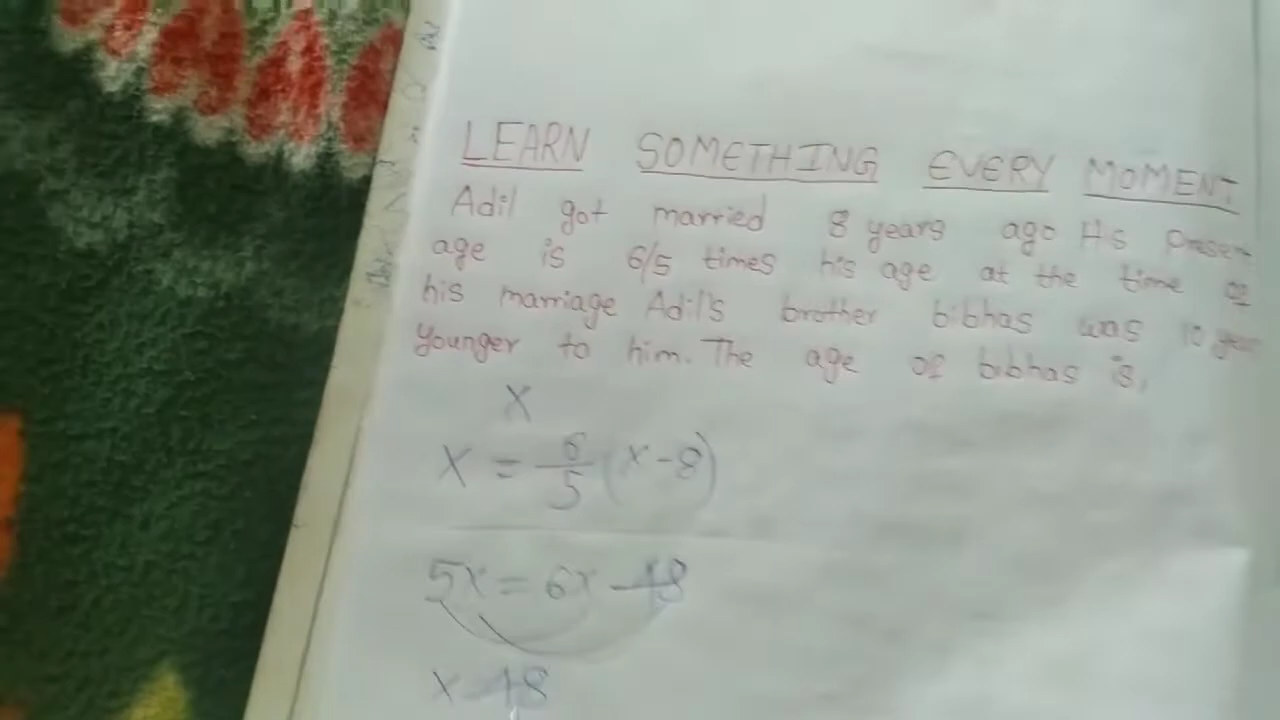 LEARN SOMETHING EVERY MOMENT
Adil got married 8 years ago His present
age is 6/5 times his age at the time of
his marriage Adil's brother bibhas was 10
younger to him. The age of bibhas is,
x
x = 6/5 (x-8)
5x = 6x - 48
x 48